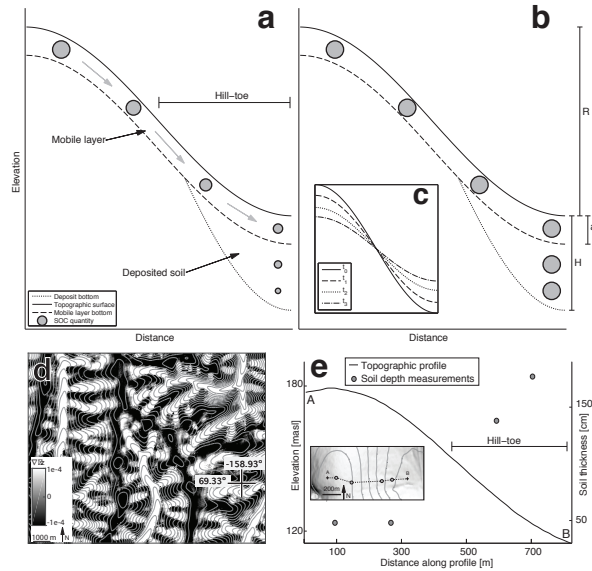 a
Hill-toe
Mobile layer
Deposited soil
Elevation
Deposit bottom
Topographic surface
Mobile layer bottom
SOC quantity
Distance
b
R
H
c
t0
t1
t2
t3
Distance
d
1e-4
0
-1e-4
1000 m
N
-158.93°
69.33°
e
Topographic profile
Soil depth measurements
180
120
Elevation [masl]
A
B
Hill-toe
A
B
200m
N
150
50
Soil thickness [cm]
100
300
500
700
Distance along profile [m]